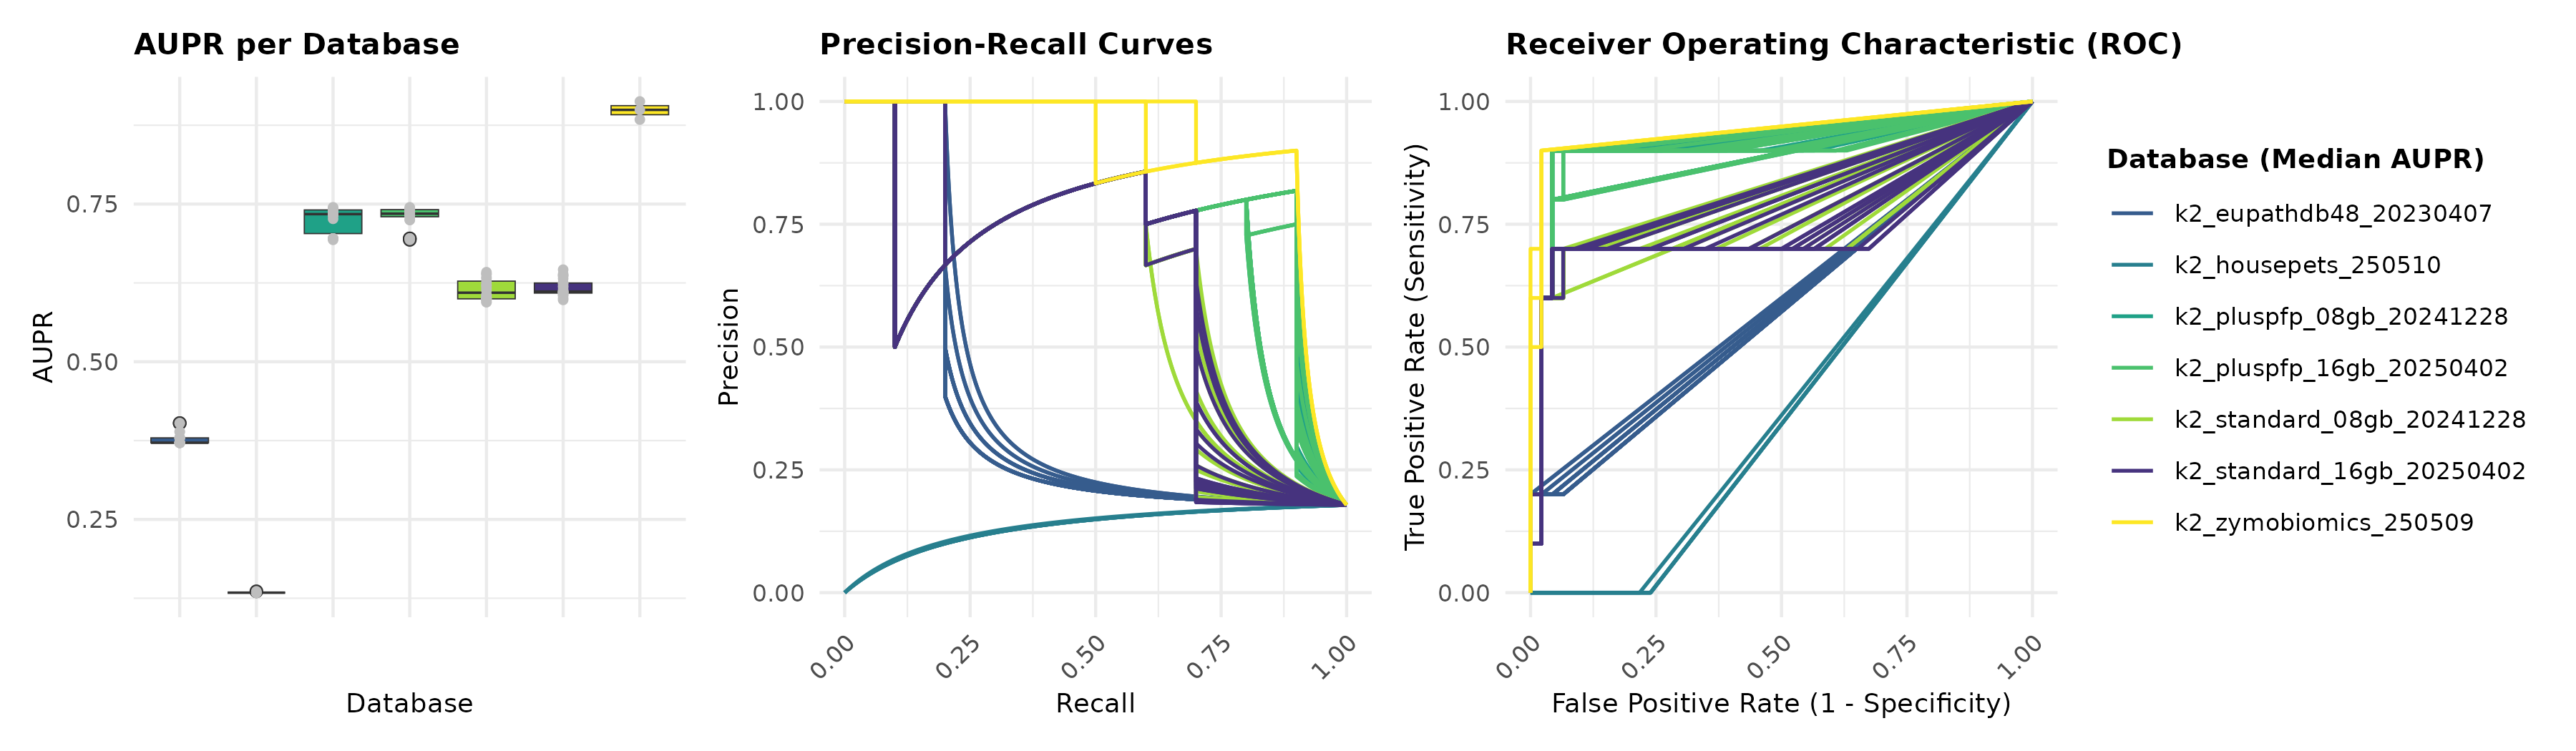 AUPR per Database
AUPR
0.75
0.50
0.25
Database
Precision-Recall Curves
Precision
1.00
0.75
0.50
0.25
0.00
0.00
0.25
0.50
0.75
1.00
Recall
Receiver Operating Characteristic (ROC)
True Positive Rate (Sensitivity)
1.00
0.75
0.50
0.25
0.00
0.00
0.25
0.50
0.75
1.00
False Positive Rate (1 - Specificity)
Database (Median AUPR)
k2_eupathdb48_20230407
k2_housepets_250510
k2_pluspfp_08gb_20241228
k2_pluspfp_16gb_20250402
k2_standard_08gb_20241228
k2_standard_16gb_20250402
k2_zymobiomics_250509